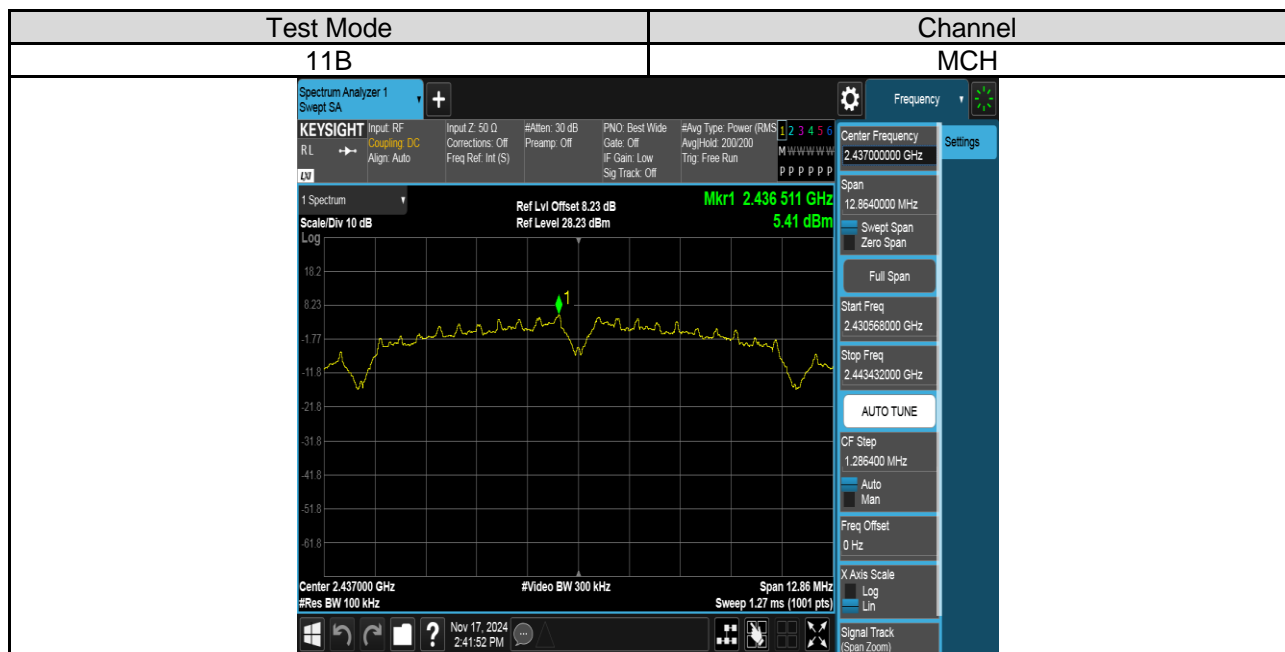 Test Mode Channel
11B MCH
Spectrum Analyzer 1
Swept SA
Frequency
KEYSIGHT Input: RF Input Z: 50 Ω #Atten: 30 dB PNO: Best Wide #Avg Type: Power (RMS 1 2 3 4 5 6
RL Coupling: DC Corrections: Off Preamp: Off Gate: Off Avg|Hold: 200/200 M W W W W W
Align: Auto Freq Ref: Int (S) IF Gain: Low Trig: Free Run
LXI Sig Track: Off P P P P P P
Center Frequency
2.437000000 GHz
Settings
1 Spectrum
Ref Lvl Offset 8.23 dB
Mkr1 2.436 511 GHz
Scale/Div 10 dB Ref Level 28.23 dBm 5.41 dBm
Log
18.2
8.23
-1.77
-11.8
-21.8
-31.8
-41.8
-51.8
-61.8
1
Center 2.437000 GHz #Video BW 300 kHz Span 12.86 MHz
#Res BW 100 kHz Sweep 1.27 ms (1001 pts)
Span
12.8640000 MHz
Swept Span
Zero Span
Full Span
Start Freq
2.430568000 GHz
Stop Freq
2.443432000 GHz
AUTO TUNE
CF Step
1.286400 MHz
Auto
Man
Freq Offset
0 Hz
X Axis Scale
Log
Lin
Signal Track
(Span Zoom)
? Nov 17, 2024
2:41:52 PM